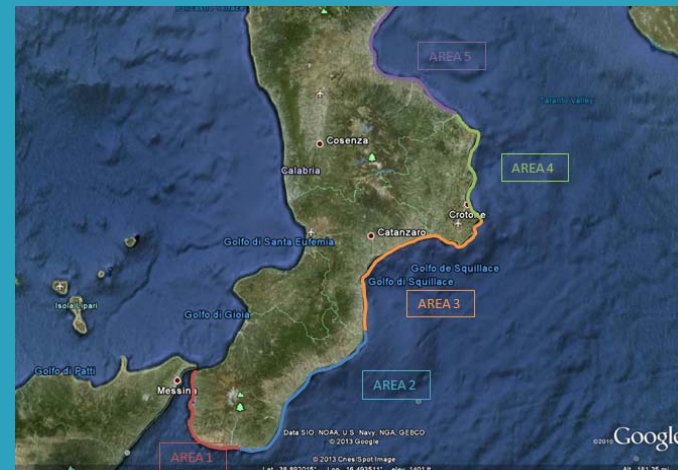 AREA 5
Taranto Valley
Cosenza
Calabria
AREA 4
Crotone
Catanzaro
Golfo di Santa Eufemia
Golfo de Squillace
Golfo di Squillace
Isola Lipari
AREA 3
Golfo di Gioia
Golfo di Patti
AREA 2
Messina
Data SIO, NOAA, U.S. Navy, NGA, GEBCO
© 2013 Google
©2010 Google
AREA 1
© 2013 Cnes/Spot Image